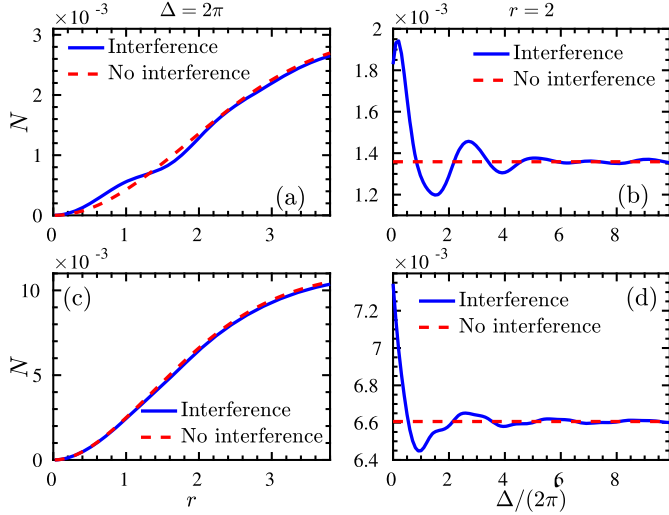 ×10 -3
Δ = 2π
3
2
1
0
N
Interference
No interference
(a)
0 1 2 3
×10 -3
r = 2
2
1.8
1.6
1.4
1.2
Interference
No interference
(b)
0 2 4 6 8
×10 -3
10
5
0
N
(c)
Interference
No interference
0 1 2 3
r
×10 -3
7.2
7
6.8
6.6
6.4
(d)
Interference
No interference
0 2 4 6 8
Δ/(2π)